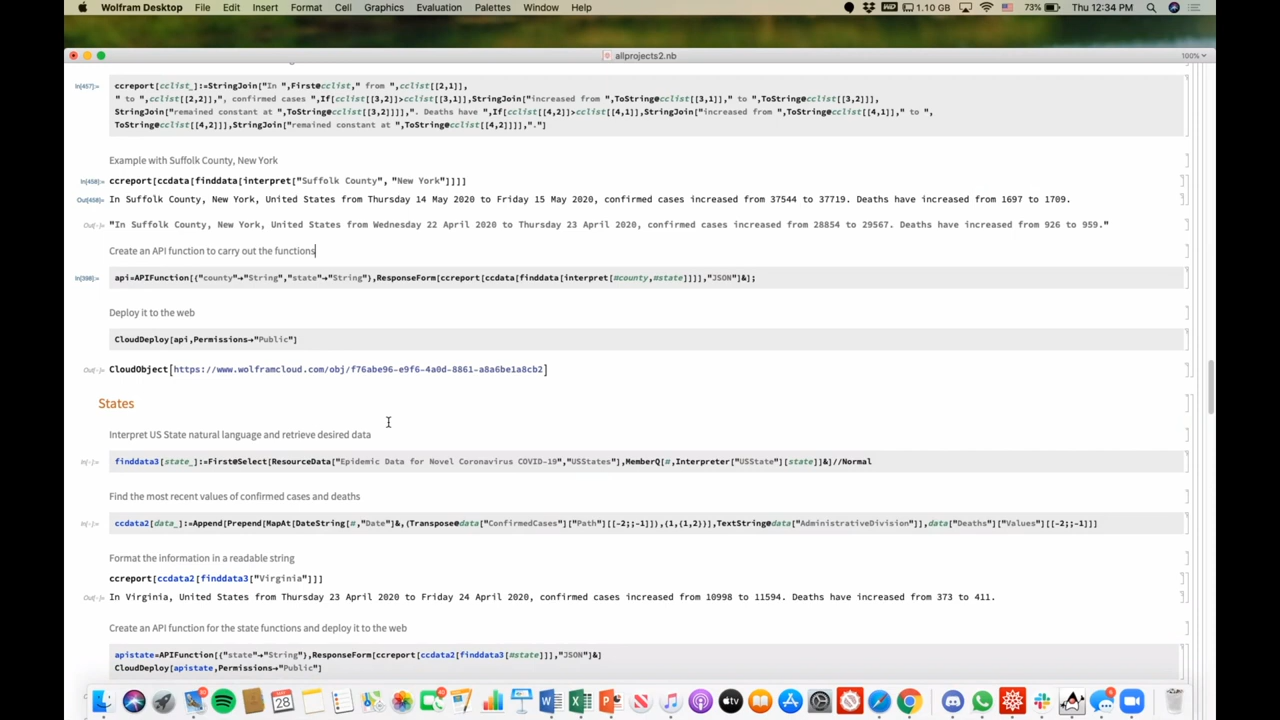 Wolfram Desktop File Edit Insert Format Cell Graphics Evaluation Palettes Window Help 1.10 GB 73% Thu 12:34 PM
allprojects2.nb 100%
In[457]:= ccreport[cclist_]:=StringJoin["In ",First@cclist," from ",cclist[[2,1]],
" to ",cclist[[2,2]],", confirmed cases ",If[cclist[[3,2]]>cclist[[3,1]],StringJoin["increased from ",ToString@cclist[[3,1]]," to ",ToString@cclist[[3,2]]],
StringJoin["remained constant at ",ToString@cclist[[3,2]]]],". Deaths have ",If[cclist[[4,2]]>cclist[[4,1]],StringJoin["increased from ",ToString@cclist[[4,1]]," to ",
ToString@cclist[[4,2]]],StringJoin["remained constant at ",ToString@cclist[[4,2]]]],"."]
Example with Suffolk County, New York
In[458]:= ccreport[ccdata[finddata[interpret["Suffolk County", "New York"]]]]
Out[458]= In Suffolk County, New York, United States from Thursday 14 May 2020 to Friday 15 May 2020, confirmed cases increased from 37544 to 37719. Deaths have increased from 1697 to 1709.
Out[•]= "In Suffolk County, New York, United States from Wednesday 22 April 2020 to Thursday 23 April 2020, confirmed cases increased from 28854 to 29567. Deaths have increased from 926 to 959."
Create an API function to carry out the functions
In[398]:= api=APIFunction[{"county"→"String","state"→"String"},ResponseForm[ccreport[ccdata[finddata[interpret[#county,#state]]]],"JSON"]&];
Deploy it to the web
CloudDeploy[api,Permissions→"Public"]
Out[•]= CloudObject[https://www.wolframcloud.com/obj/f76abe96-e9f6-4a0d-8861-a8a6be1a8cb2]
States
Interpret US State natural language and retrieve desired data
In[•]:= finddata3[state_]:=First@Select[ResourceData["Epidemic Data for Novel Coronavirus COVID-19","USStates"],MemberQ[#,Interpreter["USState"][state]]&]//Normal
Find the most recent values of confirmed cases and deaths
In[•]:= ccdata2[data_]:=Append[Prepend[MapAt[DateString[#,"Date"]&,(Transpose@data["ConfirmedCases"]["Path"][[-2;;-1]]),{1,{1,2}}],TextString@data["AdministrativeDivision"]],data["Deaths"]["Values"][[-2;;-1]]]
Format the information in a readable string
ccreport[ccdata2[finddata3["Virginia"]]]
Out[•]= In Virginia, United States from Thursday 23 April 2020 to Friday 24 April 2020, confirmed cases increased from 10998 to 11594. Deaths have increased from 373 to 411.
Create an API function for the state functions and deploy it to the web
apistate=APIFunction[{"state"→"String"},ResponseForm[ccreport[ccdata2[finddata3[#state]]],"JSON"]&]
CloudDeploy[apistate,Permissions→"Public"]